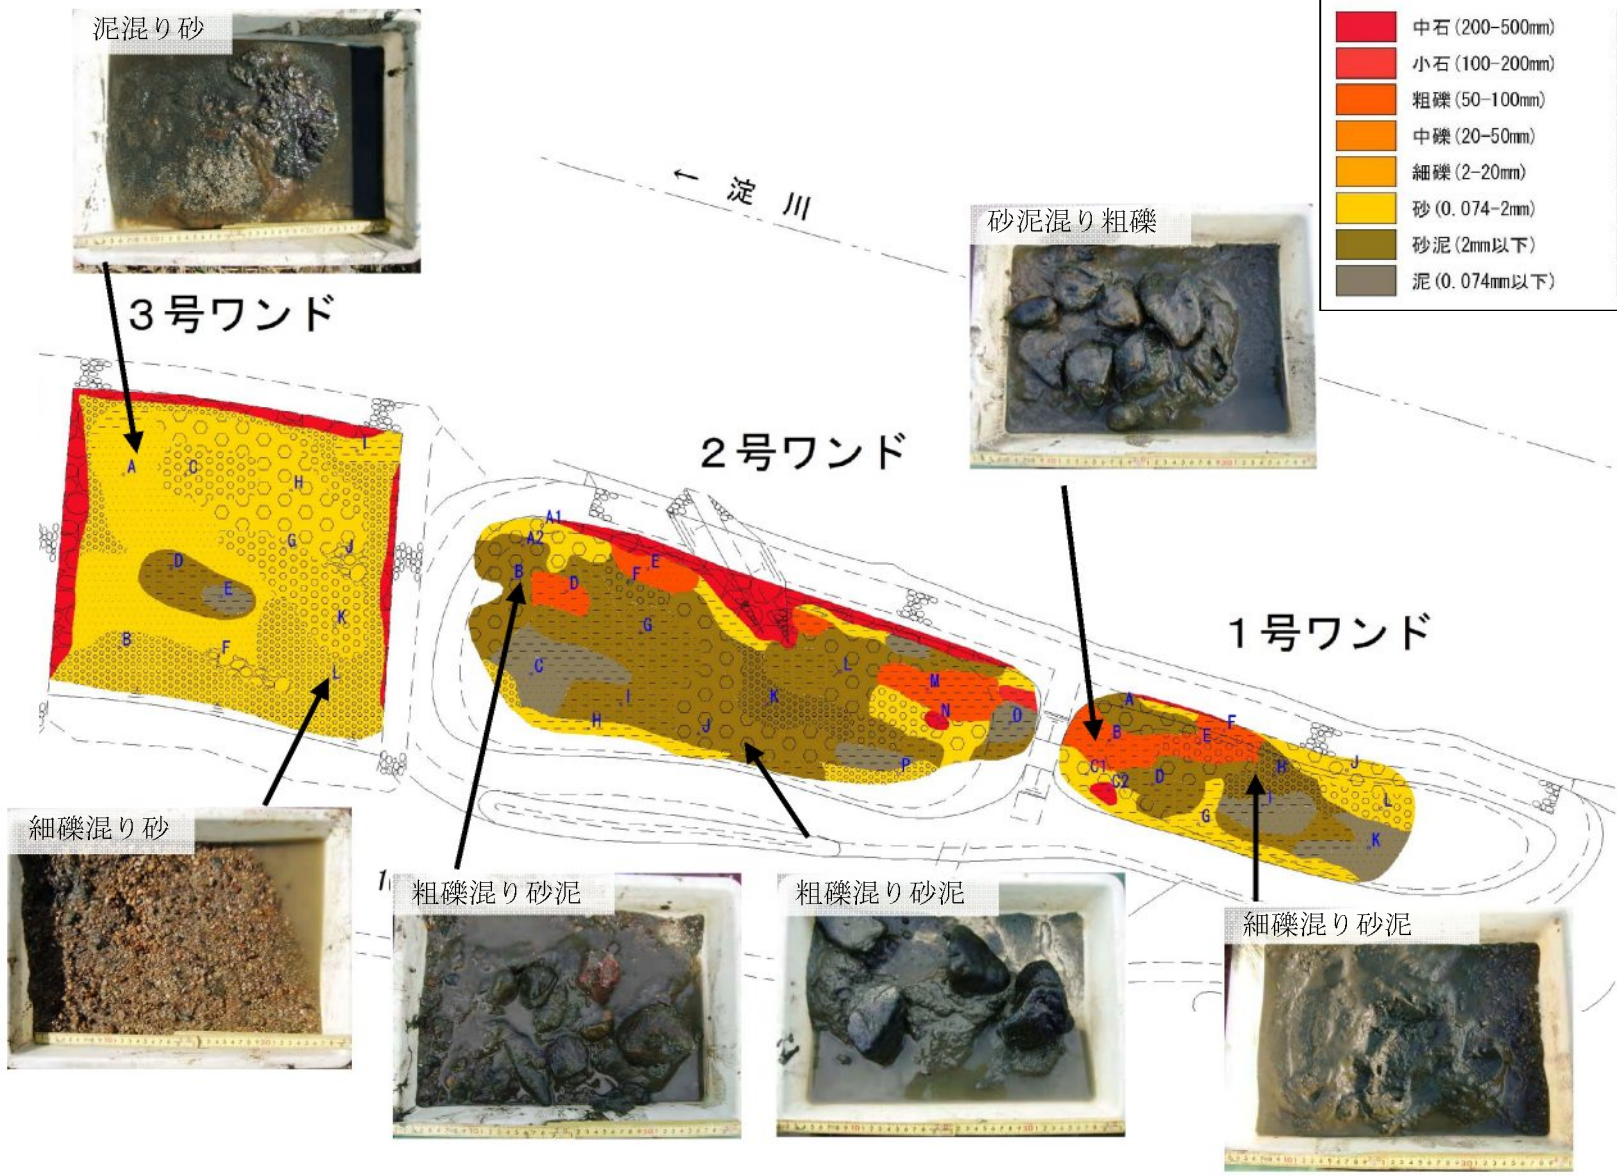 泥混り砂
中石(200-500mm)
小石(100-200mm)
粗礫(50-100mm)
中礫(20-50mm)
細礫(2-20mm)
砂(0.074-2mm)
砂泥(2mm以下)
泥(0.074mm以下)
← 淀川
砂泥混り粗礫
3号ワンド
2号ワンド
1号ワンド
A
C
I
H
G
J
D
E
K
B
F
L
A1
A2
B
D
E
F
G
C
I
H
J
K
L
M
N
O
P
A
B
F
E
C1
C2
D
H
J
I
G
L
K
細礫混り砂
粗礫混り砂泥
粗礫混り砂泥
細礫混り砂泥